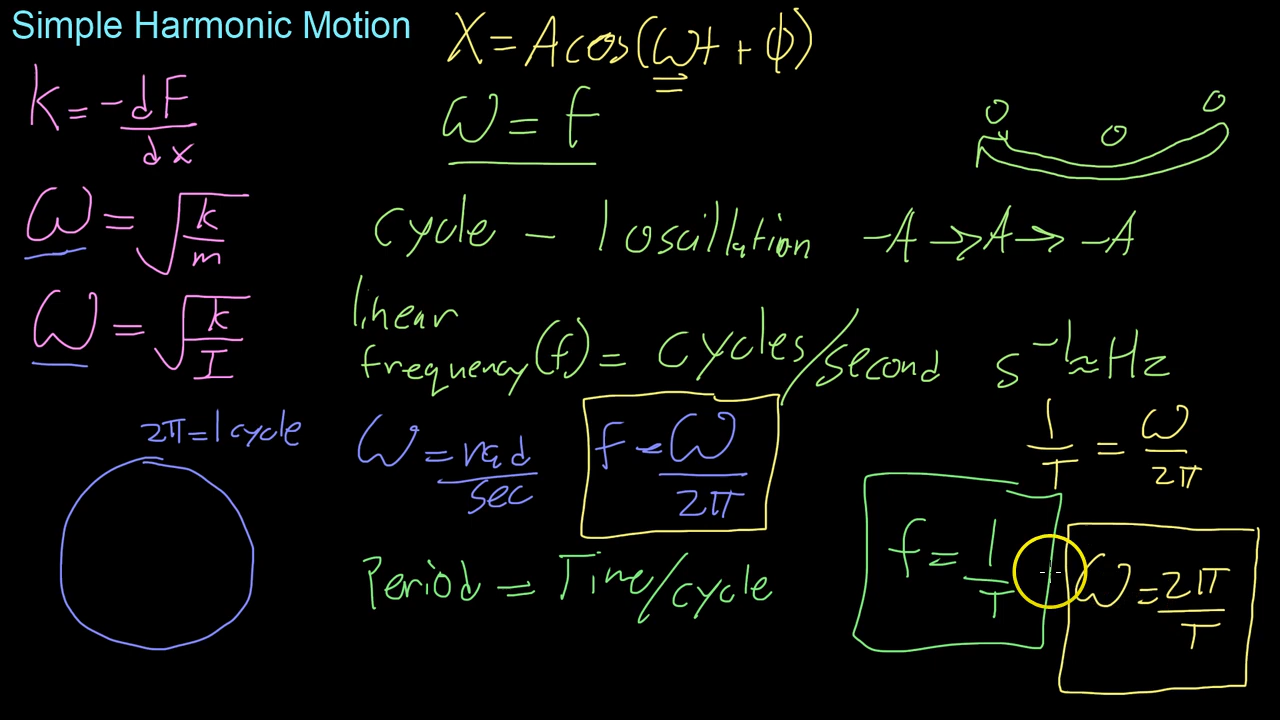 Simple Harmonic Motion
X = A cos(ωt + φ)
k = -dF/dx
ω = f
ω = √(k/m)
cycle - 1 oscillation -A → A → -A
ω = √(k/I)
linear
frequency (f) = cycles/second s⁻¹ ≈ Hz
2π = 1 cycle
ω = rad/sec
f = ω/2π
1/T = ω/2π
Period = Time/cycle
f = 1/T
ω = 2π/T